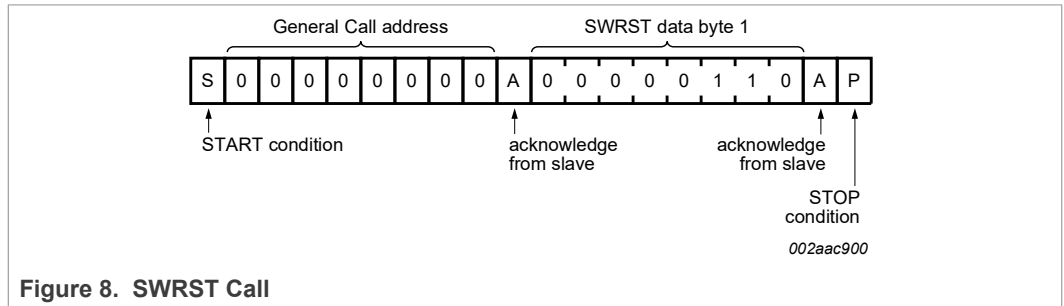 General Call address SWRST data byte 1
S 0 0 0 0 0 0 0 0 A 0 0 0 0 0 1 1 0 A P
START condition
acknowledge
from slave
acknowledge
from slave
STOP
condition
002aac900
Figure 8. SWRST Call